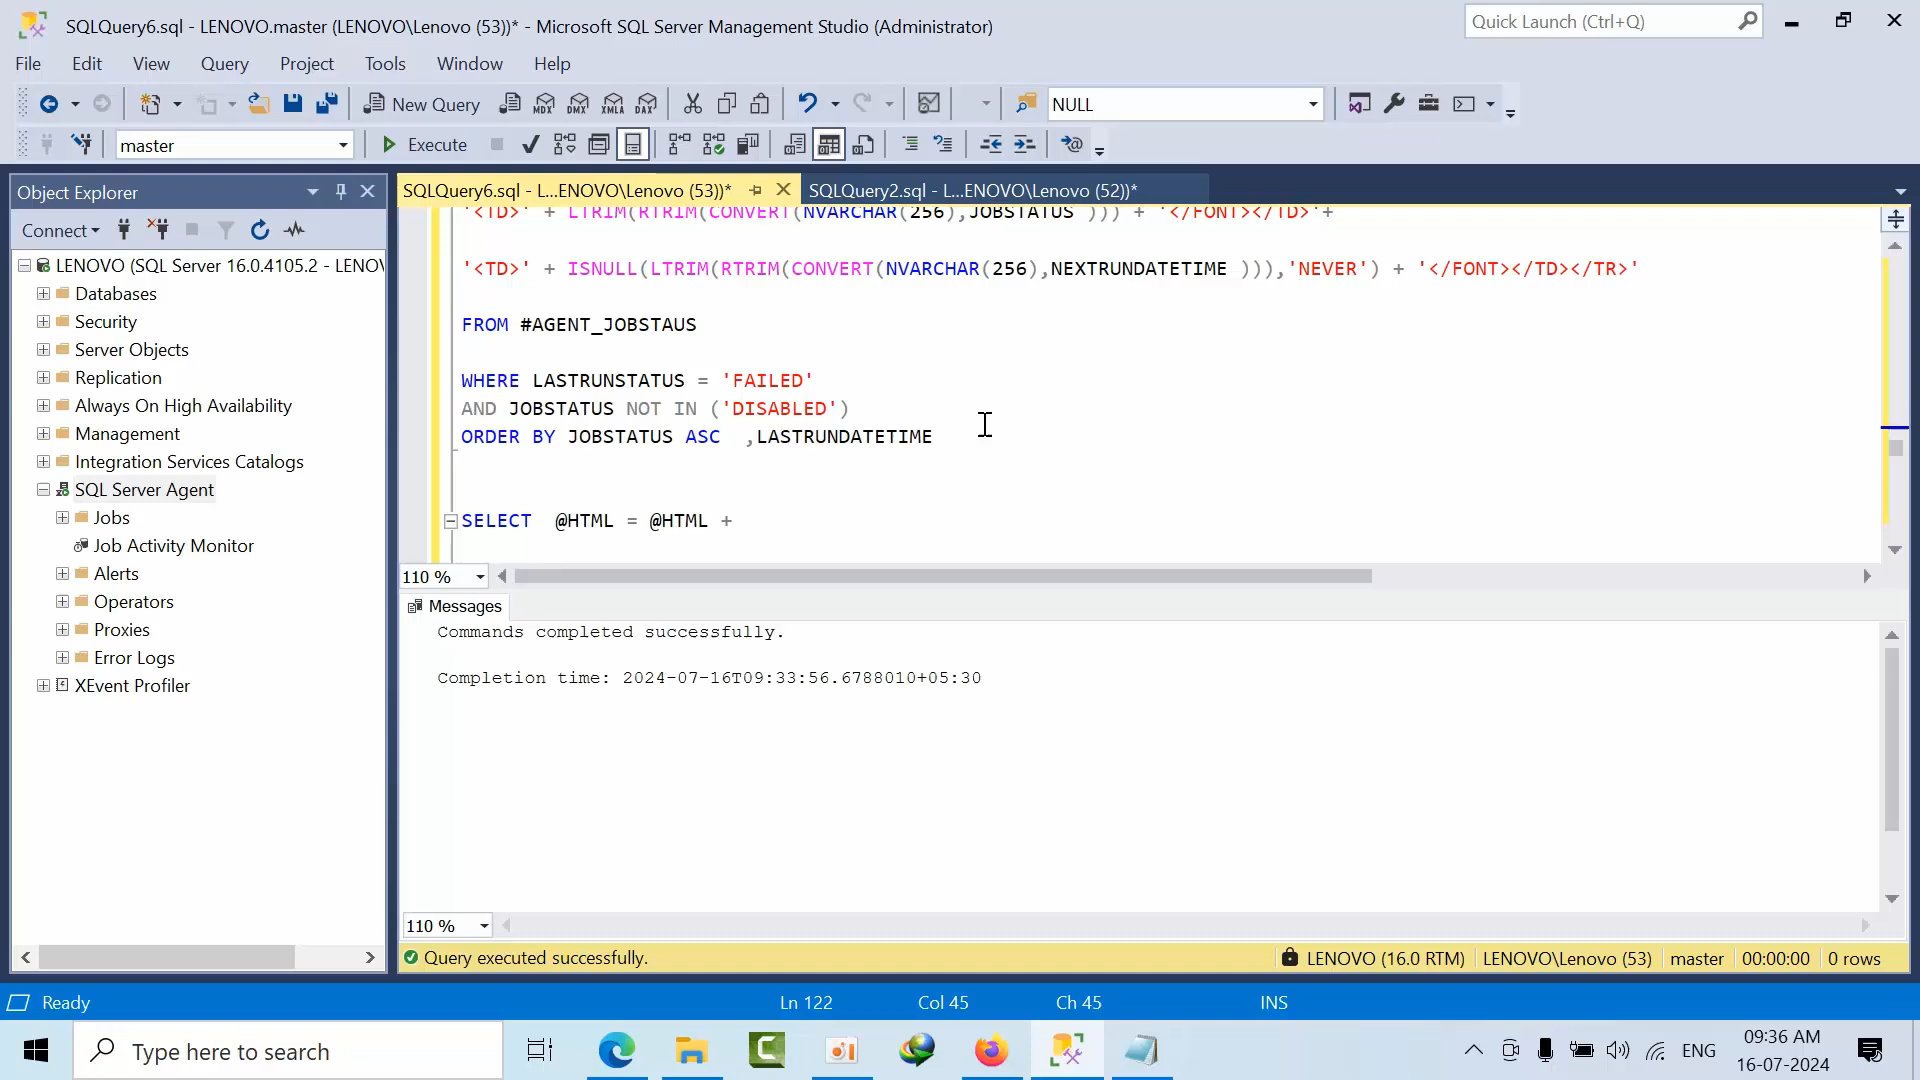 SQLQuery6.sql - LENOVO.master (LENOVO\Lenovo (53))* - Microsoft SQL Server Management Studio (Administrator)
Quick Launch (Ctrl+Q)
File Edit View Query Project Tools Window Help
New Query MDX DMX XMLA DAX NULL
master Execute
Object Explorer
SQLQuery6.sql - L...ENOVO\Lenovo (53))*
SQLQuery2.sql - L...ENOVO\Lenovo (52))*
Connect
LENOVO (SQL Server 16.0.4105.2 - LENOV
Databases
Security
Server Objects
Replication
Always On High Availability
Management
Integration Services Catalogs
SQL Server Agent
Jobs
Job Activity Monitor
Alerts
Operators
Proxies
Error Logs
XEvent Profiler
'<TD>' + LTRIM(RTRIM(CONVERT(NVARCHAR(256),JOBSTATUS ))) + '</FONT></TD>'+
'<TD>' + ISNULL(LTRIM(RTRIM(CONVERT(NVARCHAR(256),NEXTRUNDATETIME ))),'NEVER') + '</FONT></TD></TR>'
FROM #AGENT_JOBSTAUS
WHERE LASTRUNSTATUS = 'FAILED'
AND JOBSTATUS NOT IN ('DISABLED')
ORDER BY JOBSTATUS ASC ,LASTRUNDATETIME
SELECT @HTML = @HTML +
110 %
Messages
Commands completed successfully.
Completion time: 2024-07-16T09:33:56.6788010+05:30
110 %
Query executed successfully.
LENOVO (16.0 RTM) LENOVO\Lenovo (53) master 00:00:00 0 rows
Ready Ln 122 Col 45 Ch 45 INS
Type here to search
ENG
09:36 AM
16-07-2024